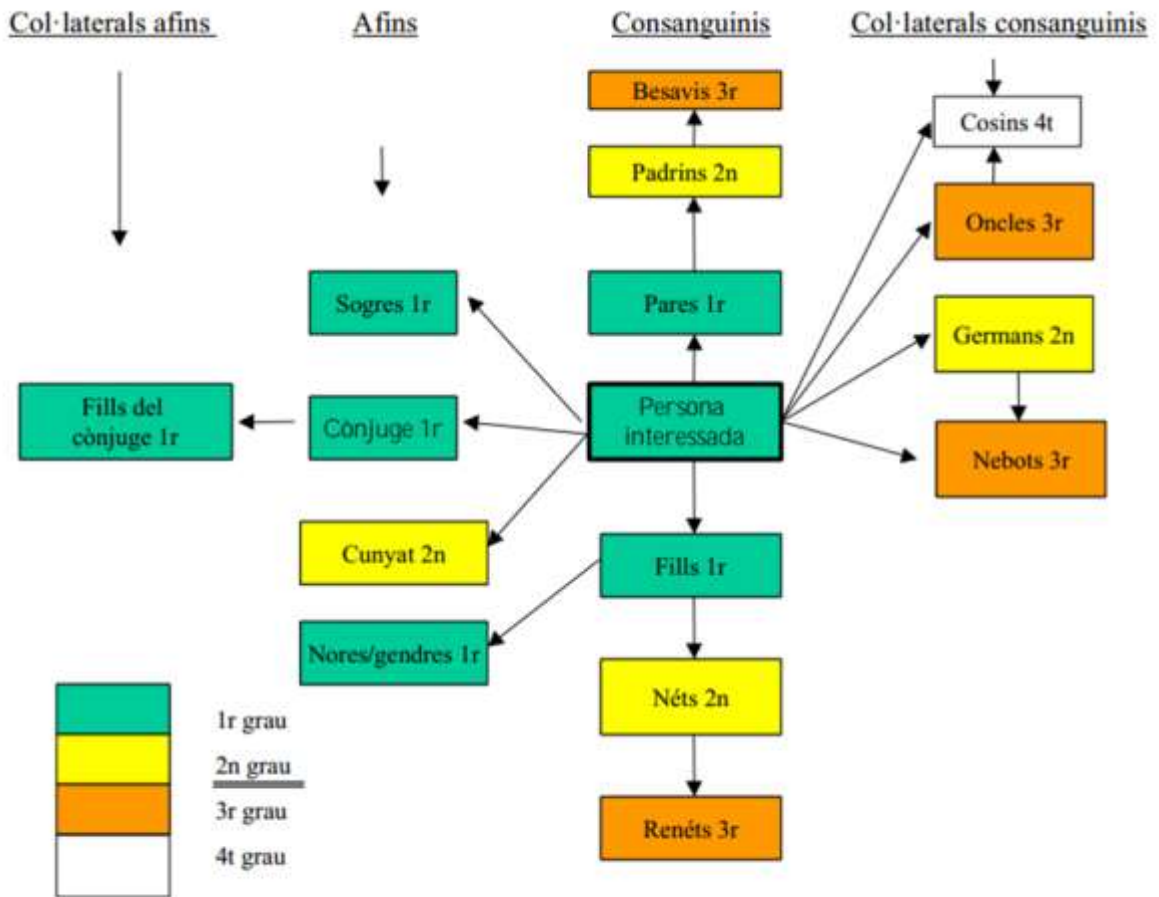 Col·laterals afins
Afins
Consanguinis
Col·laterals consanguinis
Besavis 3r
Cosins 4t
Padrins 2n
Oncles 3r
Sogres 1r
Pares 1r
Germans 2n
Fills del
cònjuge 1r
Cònjuge 1r
Persona
interessada
Nebots 3r
Cunyat 2n
Fills 1r
Nores/gendres 1r
Néts 2n
1r grau
2n grau
3r grau
4t grau
Renéts 3r